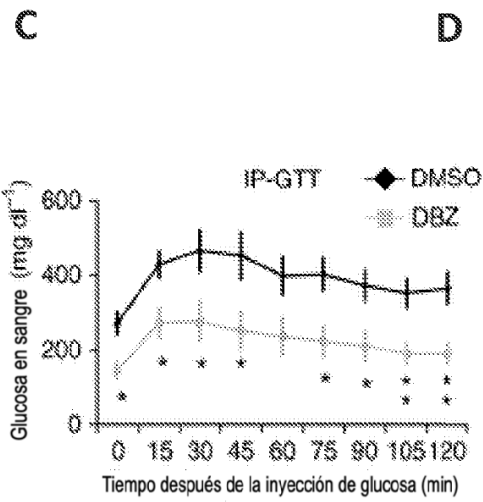 C D
IP-GTT
DMSO
DBZ
Glucosa en sangre (mg dl⁻¹)
600
400
200
0
* * * * * * * *
* *
0 15 30 45 60 75 90 105 120
Tiempo después de la inyección de glucosa (min)